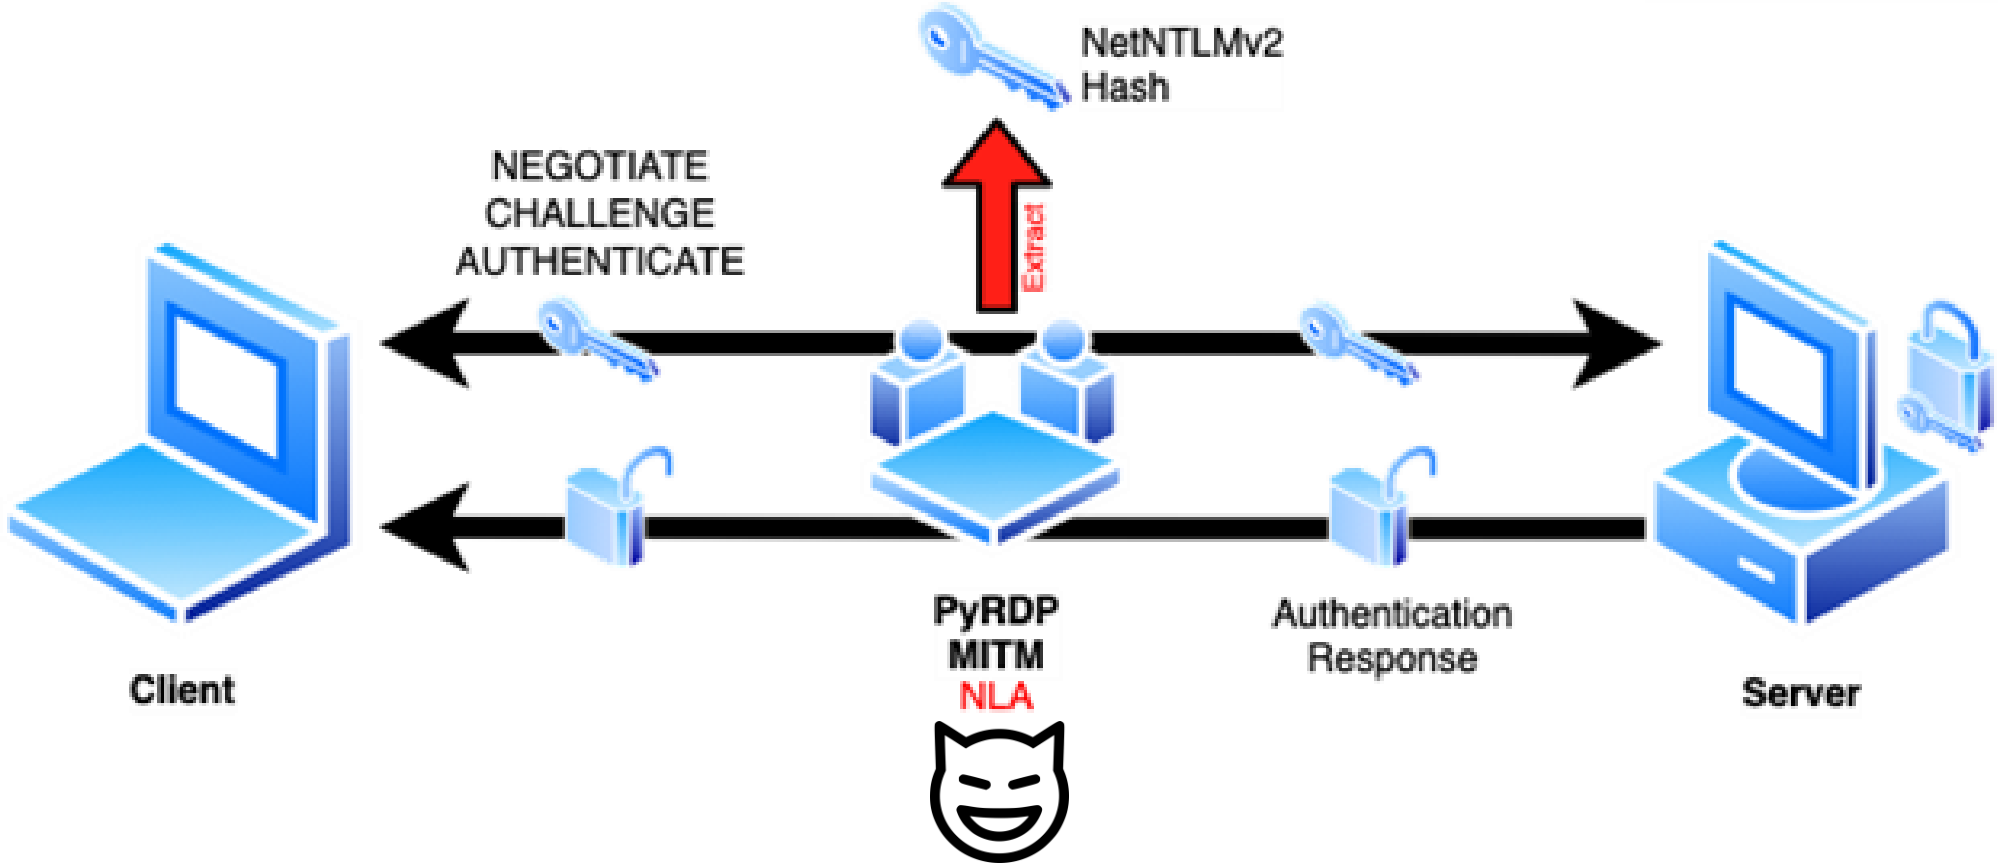 NetNTLMv2
Hash
NEGOTIATE
CHALLENGE
AUTHENTICATE
Extract
PyRDP
MITM
NLA
Authentication
Response
Client
Server